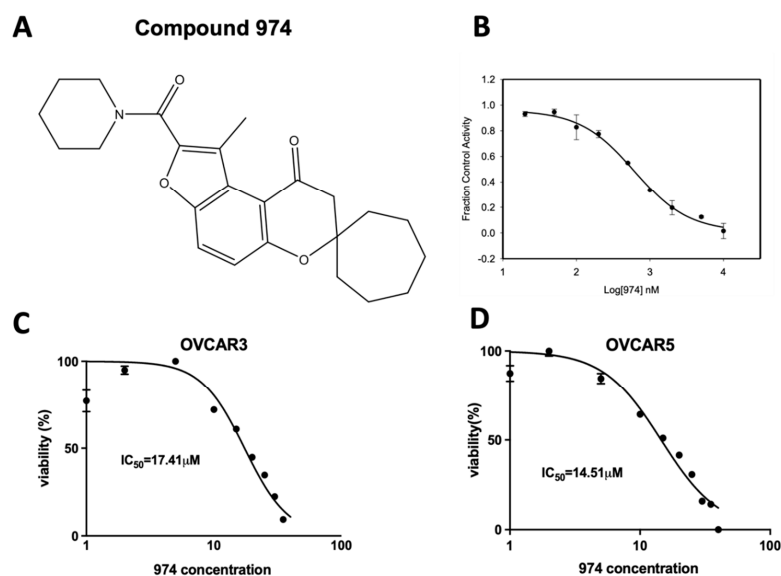 A
Compound 974
O
N
O
O
O
B
1.2
1.0
0.8
0.6
0.4
0.2
0.0
-0.2
Fraction Control Activity
1 2 3 4
Log[974] nM
C
OVCAR3
100
50
0
viability (%)
IC50=17.41μM
1 10 100
974 concentration
D
OVCAR5
100
50
0
viability(%)
IC50=14.51μM
1 10 100
974 concentration